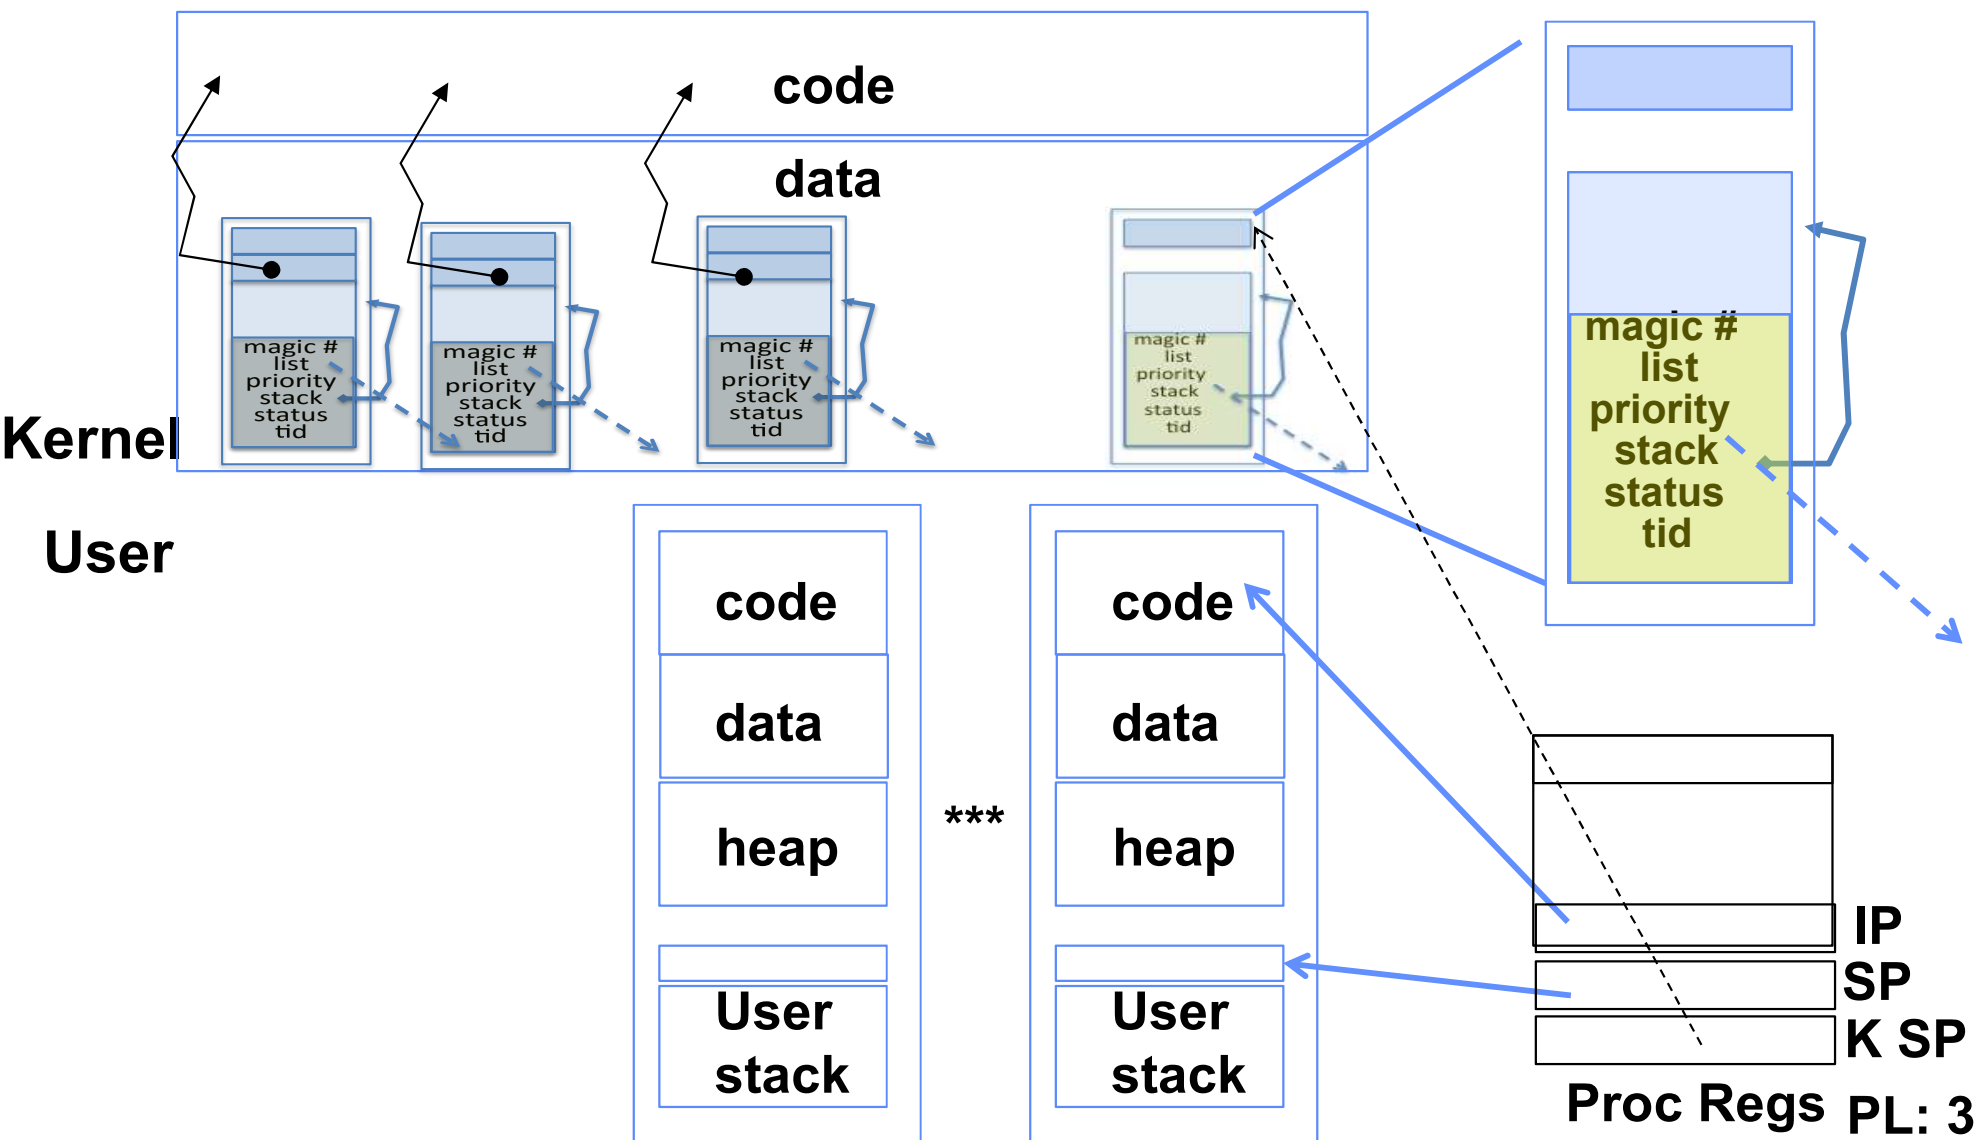 code
data
magic #
list
priority
stack
status
tid
magic #
list
priority
stack
status
tid
magic #
list
priority
stack
status
tid
magic #
list
priority
stack
status
tid
magic #
list
priority
stack
status
tid
Kernel
User
code
data
heap
User
stack
***
code
data
heap
User
stack
IP
SP
K SP
Proc Regs
PL: 3